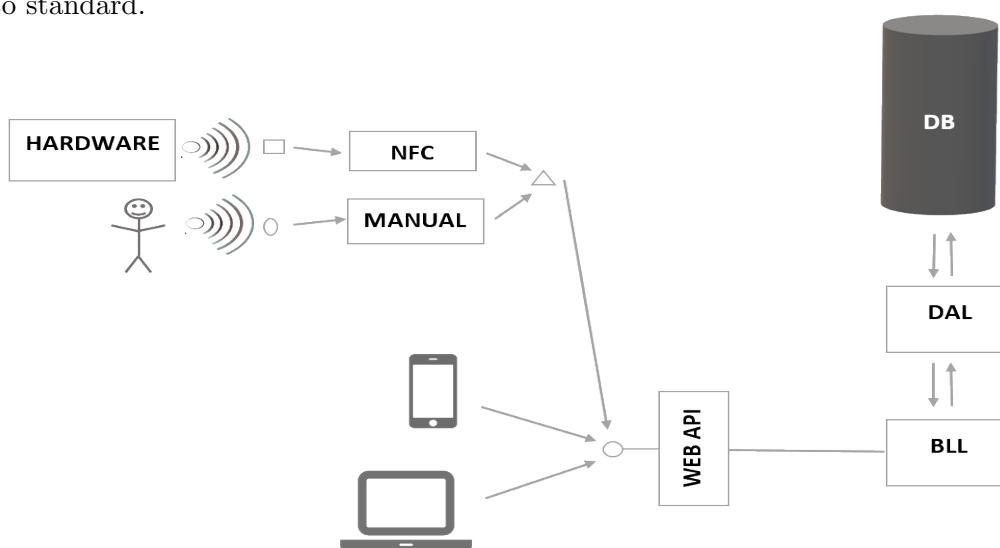 o standard.
HARDWARE
NFC
MANUAL
DB
DAL
BLL
WEB API